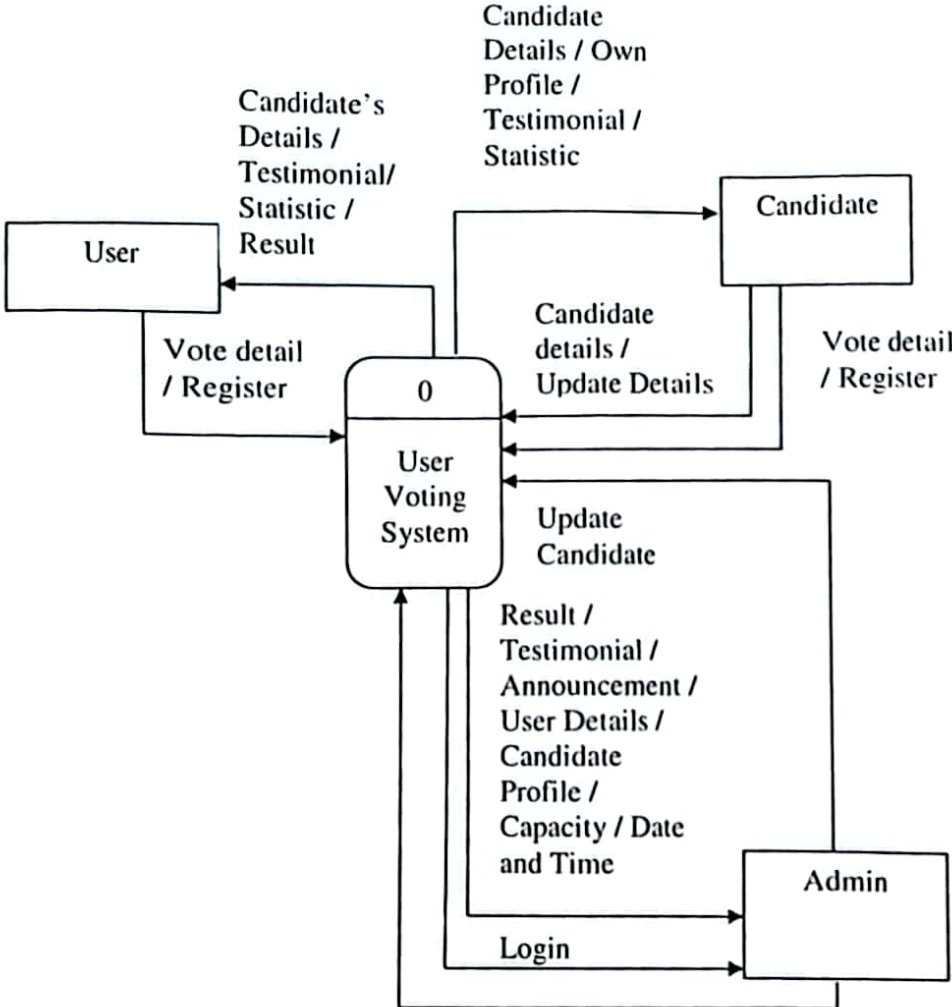 Candidate
Details / Own
Profile /
Testimonial /
Statistic
Candidate's
Details /
Testimonial/
Statistic /
Result
User
Candidate
Vote detail
/ Register
Candidate
details /
Update Details
Vote detail
/ Register
0
User
Voting
System
Update
Candidate
Result /
Testimonial /
Announcement /
User Details /
Candidate
Profile /
Capacity / Date
and Time
Admin
Login